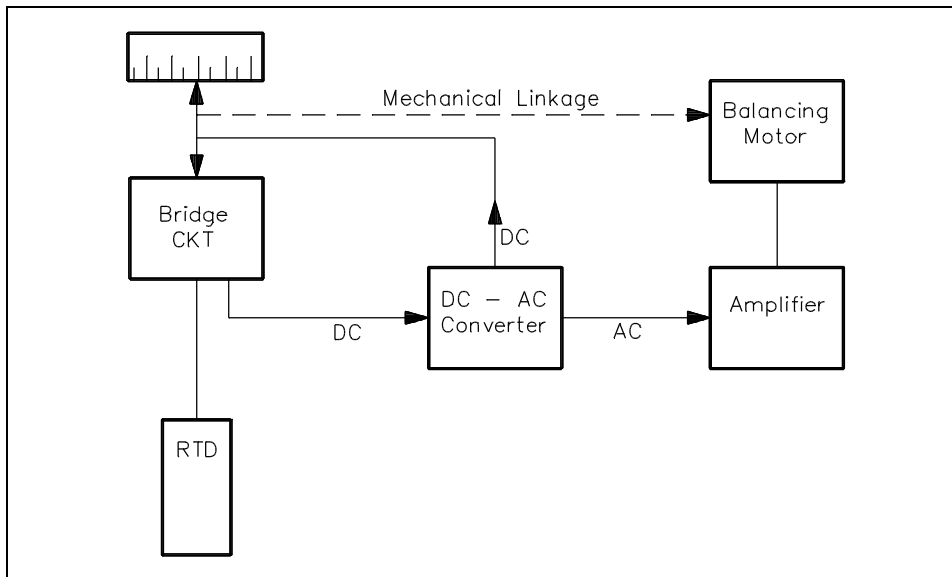 Mechanical Linkage
Balancing
Motor
Bridge
CKT
DC
DC - AC
Converter
Amplifier
DC
AC
RTD